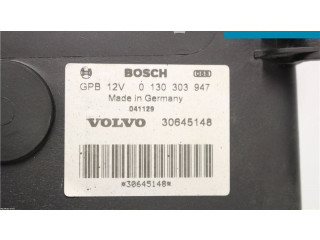 BOSCH
GPB 12V 0 130 303 947
Made in Germany
041129
VOLVO 30645148
*30645148*